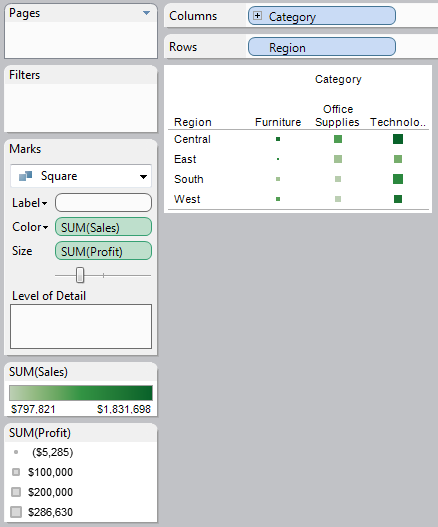 Pages
Columns
Category
Rows
Region
Filters
Category
Office
Region Furniture Supplies Technolo..
Central
East
South
West
Marks
Square
Label
Color SUM(Sales)
Size SUM(Profit)
Level of Detail
SUM(Sales)
$797,821 $1,831,698
SUM(Profit)
($5,285)
$100,000
$200,000
$286,630